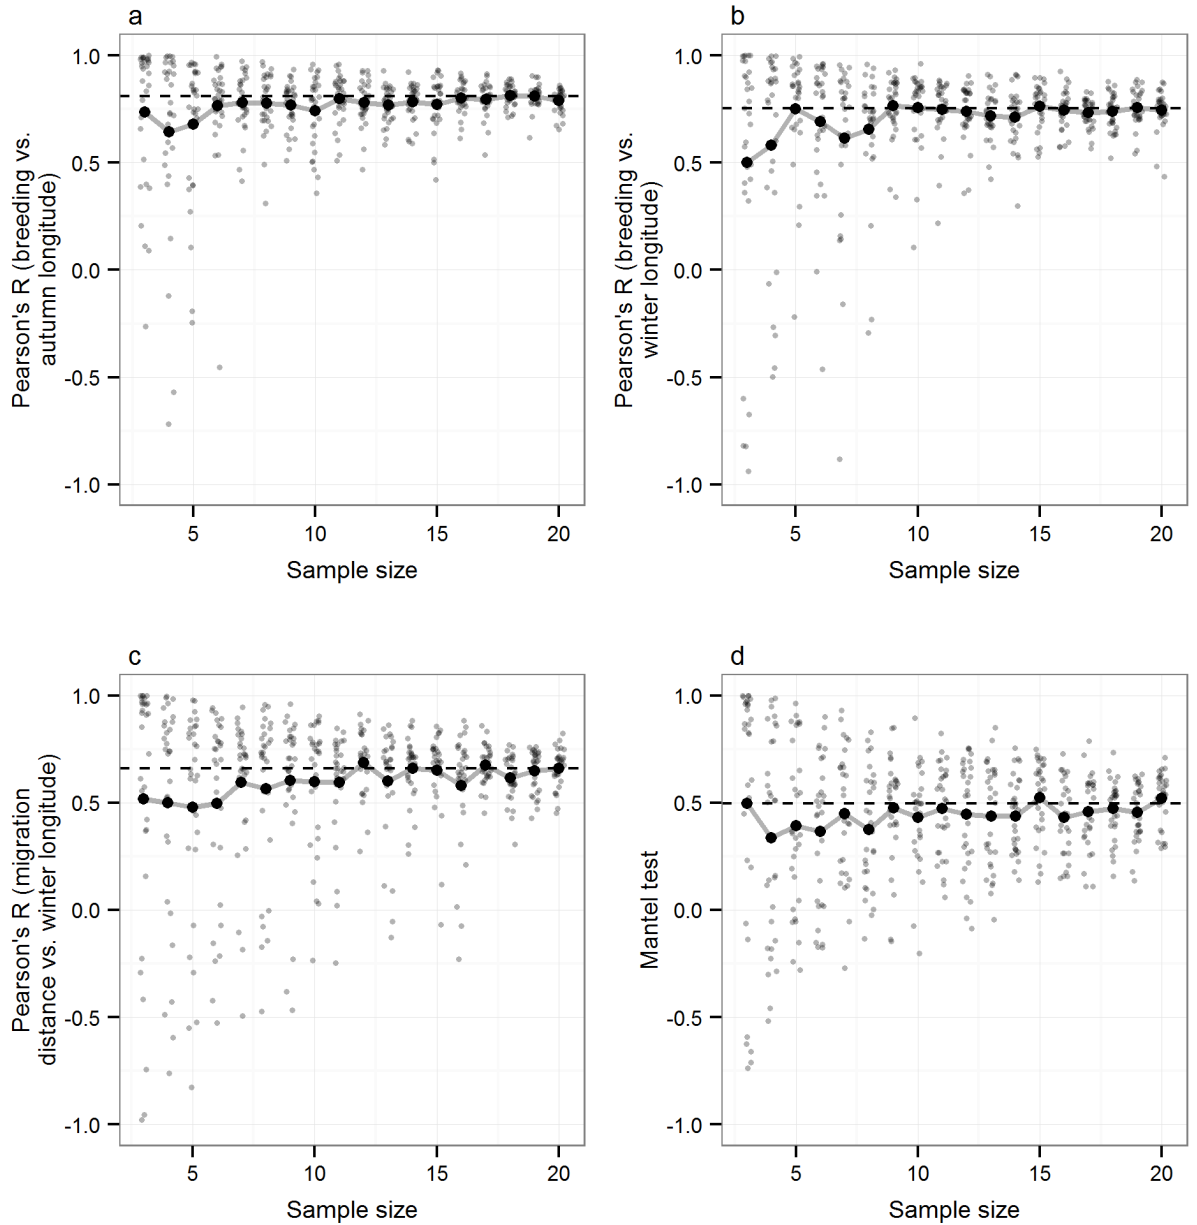 a
Pearson's R (breeding vs.
autumn longitude)
1.0
0.5
0.0
-0.5
-1.0
5
10
15
20
Sample size
b
Pearson's R (breeding vs.
winter longitude)
1.0
0.5
0.0
-0.5
-1.0
5
10
15
20
Sample size
c
Pearson's R (migration
distance vs. winter longitude)
1.0
0.5
0.0
-0.5
-1.0
5
10
15
20
Sample size
d
Mantel test
1.0
0.5
0.0
-0.5
-1.0
5
10
15
20
Sample size